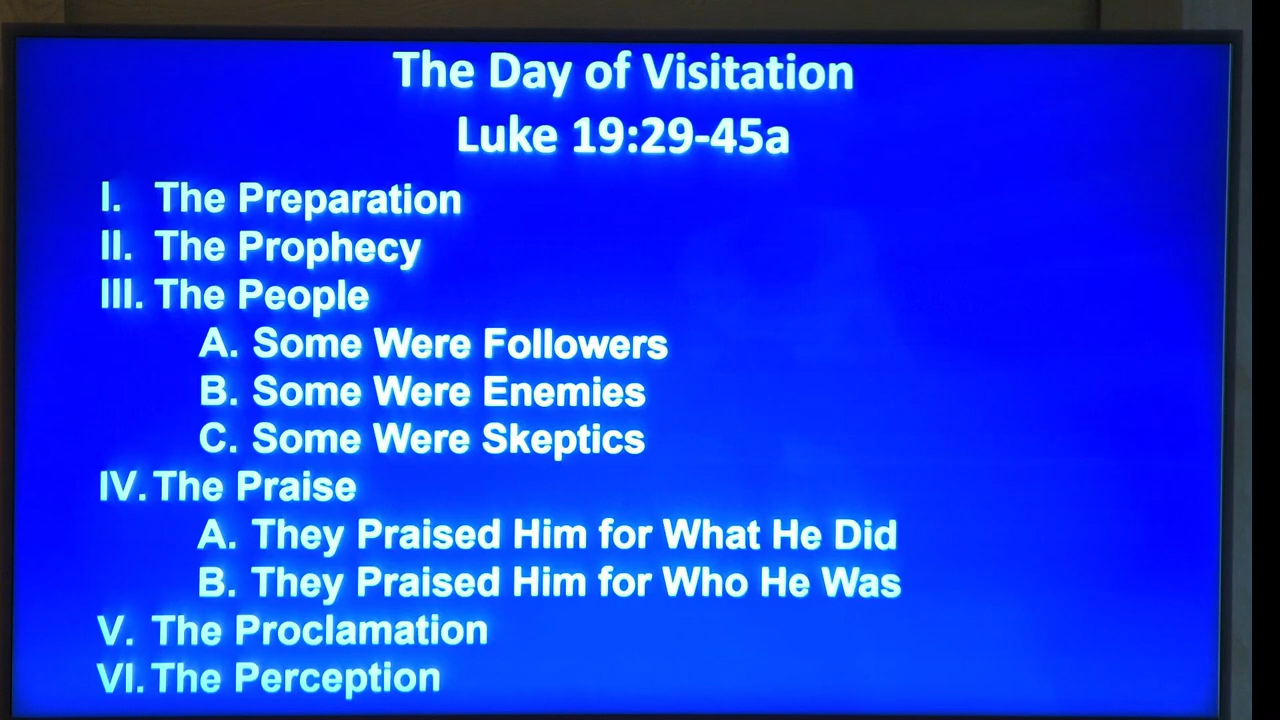 The Day of Visitation
Luke 19:29-45a
I. The Preparation
II. The Prophecy
III. The People
A. Some Were Followers
B. Some Were Enemies
C. Some Were Skeptics
IV. The Praise
A. They Praised Him for What He Did
B. They Praised Him for Who He Was
V. The Proclamation
VI. The Perception